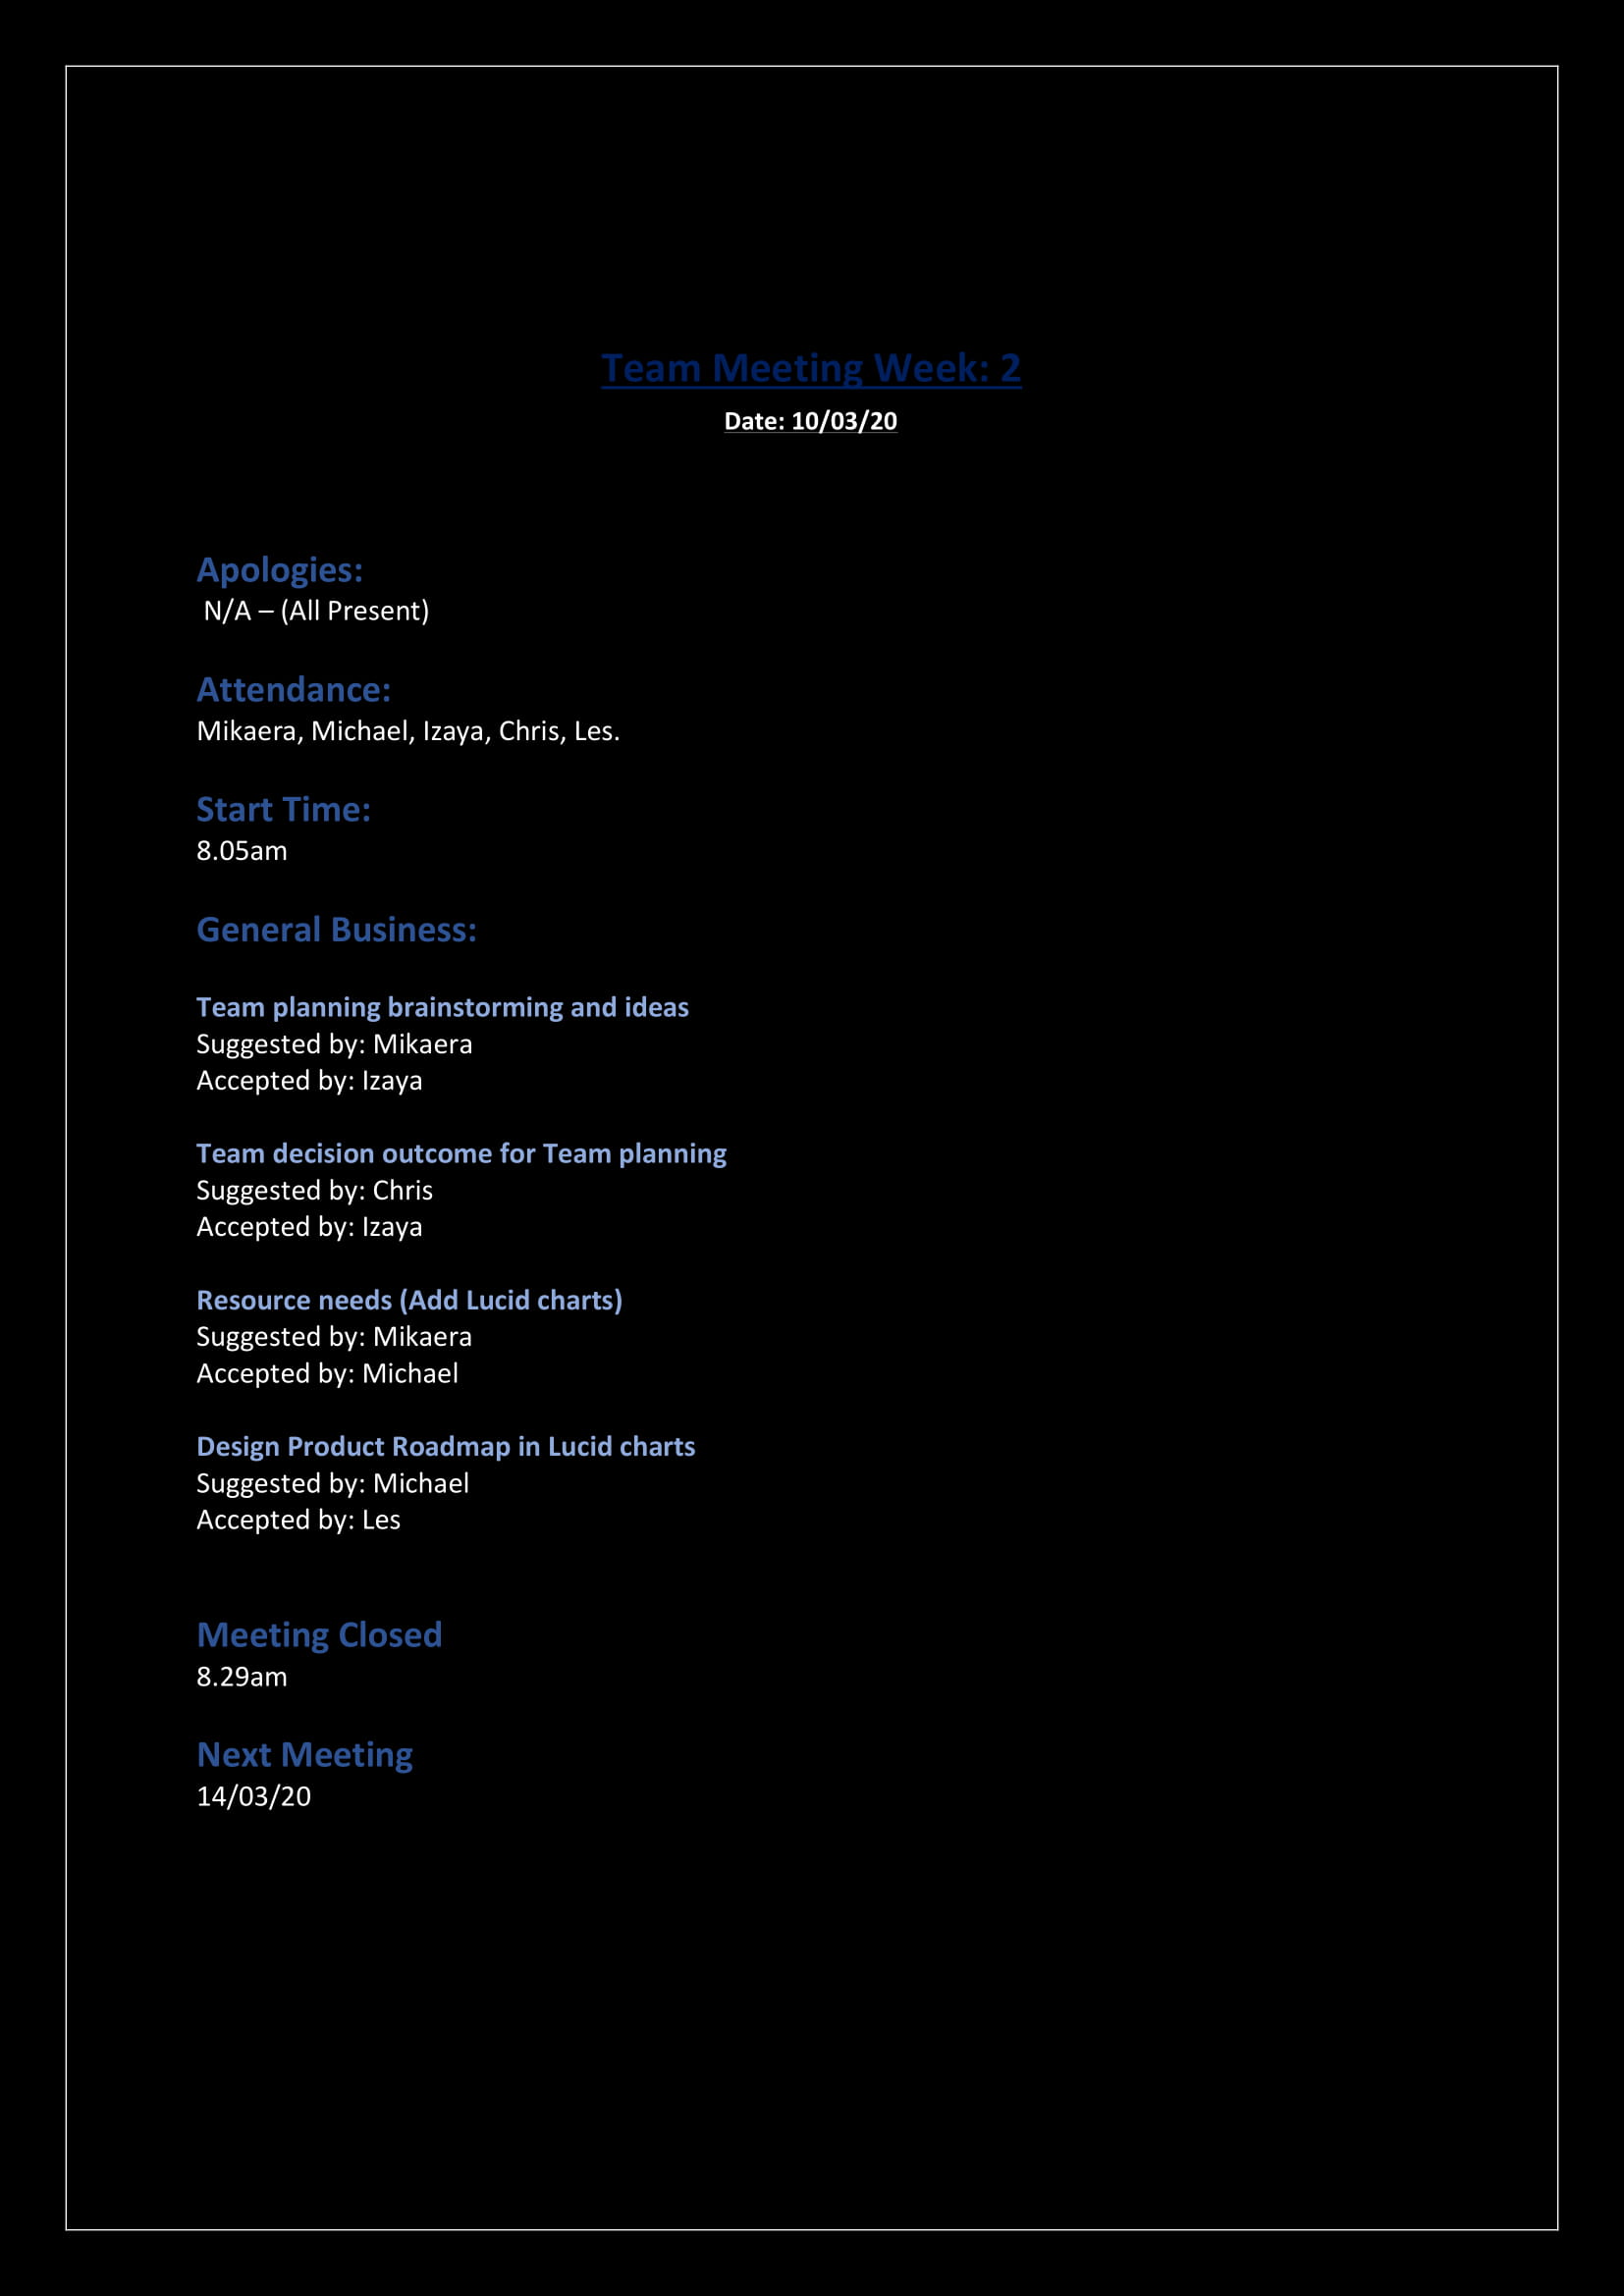 Team Meeting Week: 2
Date: 10/03/20
Apologies:
N/A – (All Present)
Attendance:
Mikaera, Michael, Izaya, Chris, Les.
Start Time:
8.05am
General Business:
Team planning brainstorming and ideas
Suggested by: Mikaera
Accepted by: Izaya
Team decision outcome for Team planning
Suggested by: Chris
Accepted by: Izaya
Resource needs (Add Lucid charts)
Suggested by: Mikaera
Accepted by: Michael
Design Product Roadmap in Lucid charts
Suggested by: Michael
Accepted by: Les
Meeting Closed
8.29am
Next Meeting
14/03/20